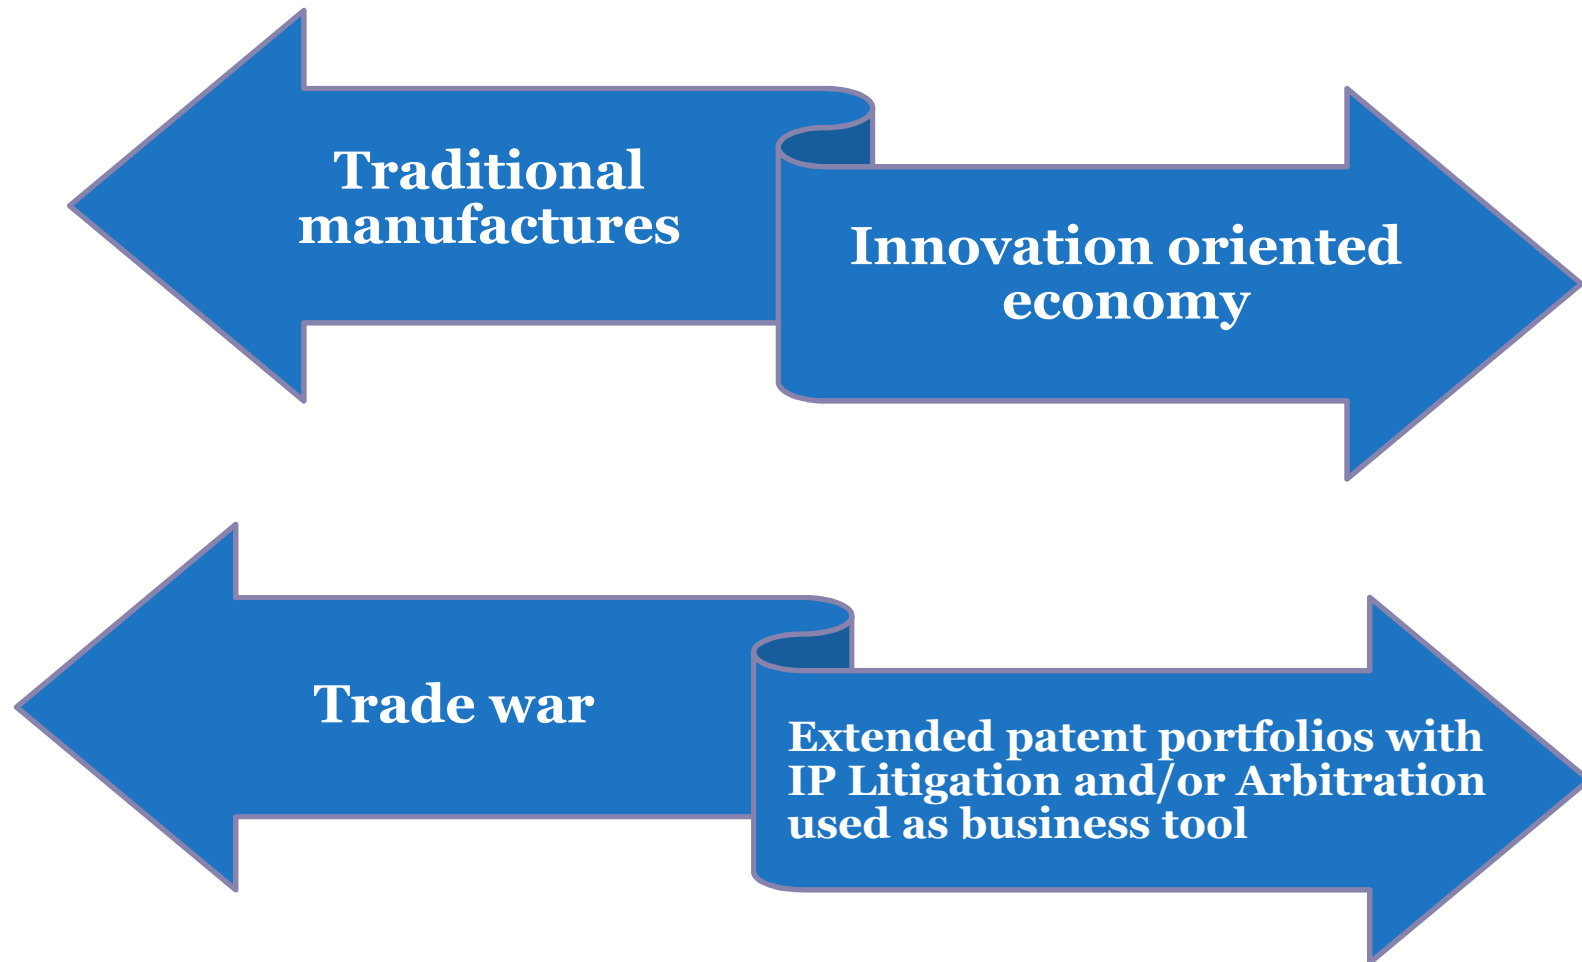 Traditional
manufactures
Innovation oriented
economy
Trade war
Extended patent portfolios with
IP Litigation and/or Arbitration
used as business tool